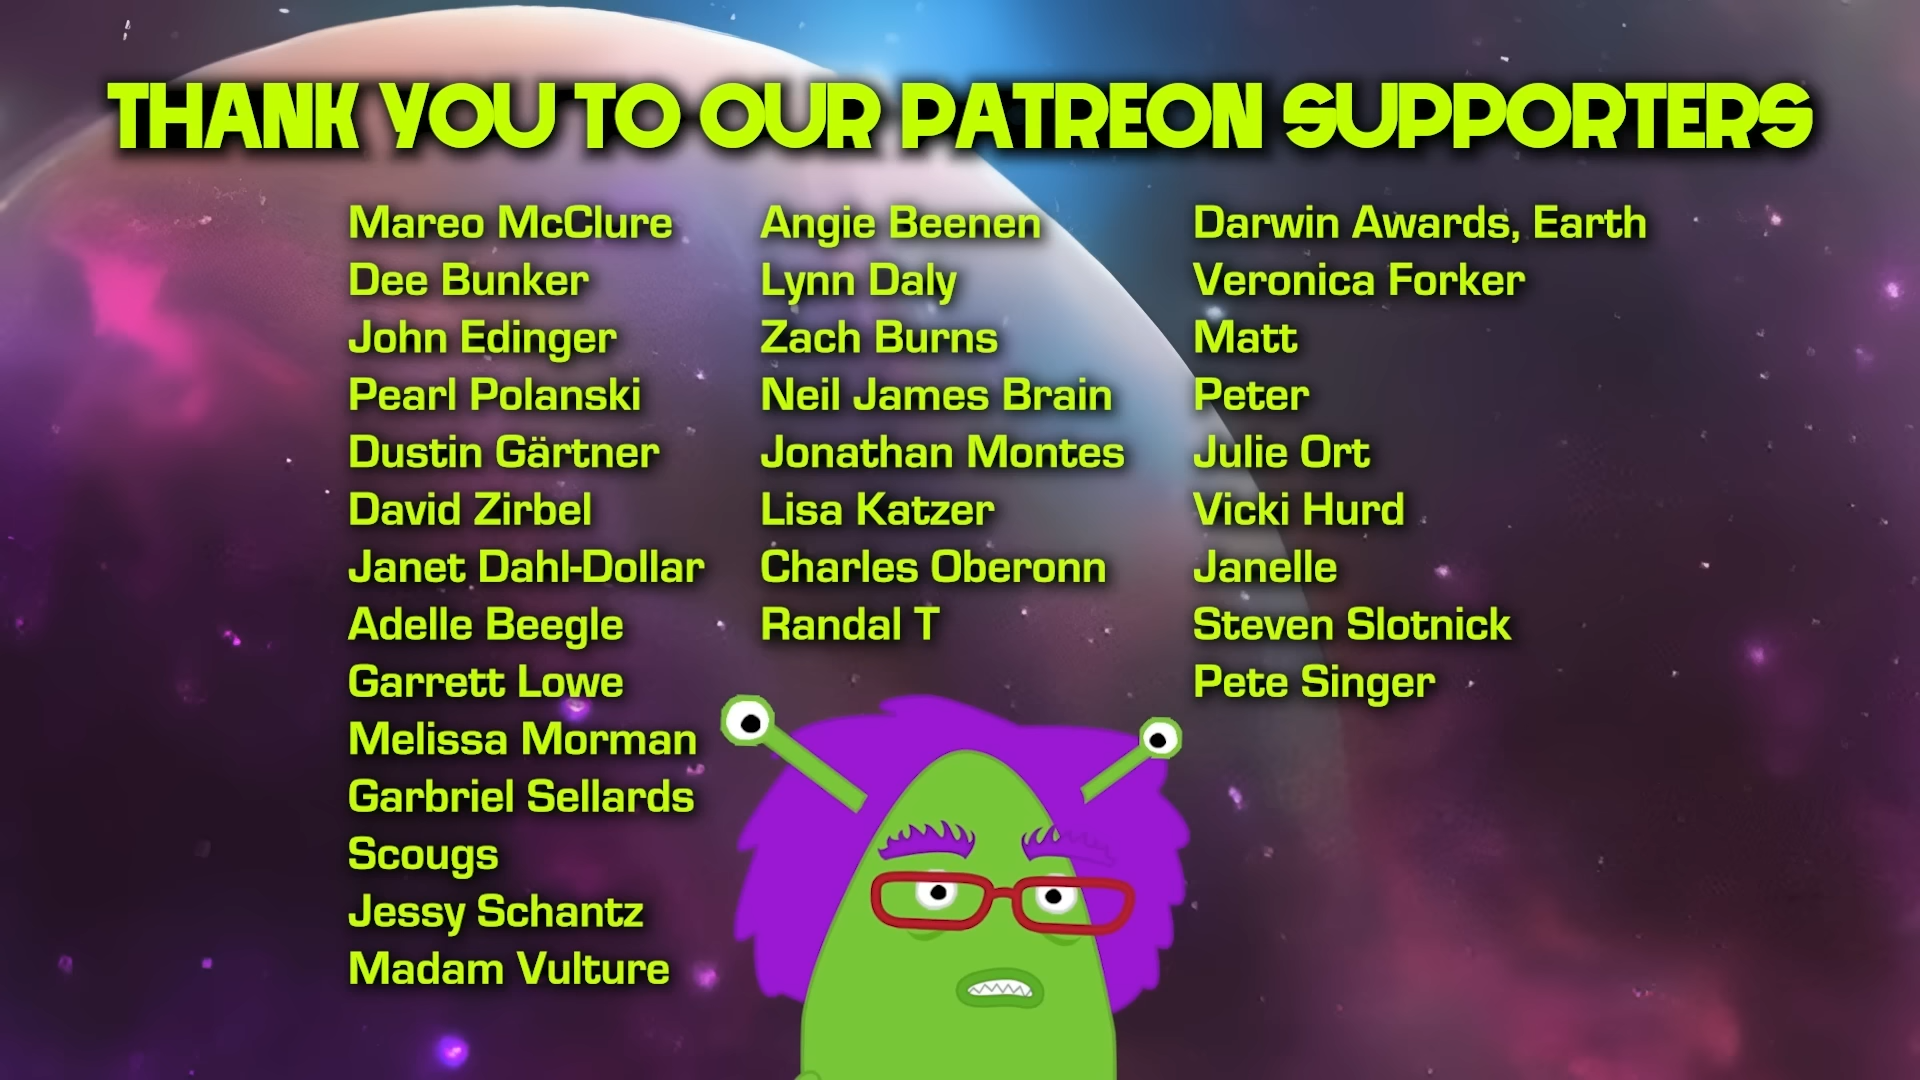 THANK YOU TO OUR PATREON SUPPORTERS
Mareo McClure
Dee Bunker
John Edinger
Pearl Polanski
Dustin Gärtner
David Zirbel
Janet Dahl-Dollar
Adelle Beegle
Garrett Lowe
Melissa Morman
Garbriel Sellards
Scougs
Jessy Schantz
Madam Vulture
Angie Beenen
Lynn Daly
Zach Burns
Neil James Brain
Jonathan Montes
Lisa Katzer
Charles Oberonn
Randal T
Darwin Awards, Earth
Veronica Forker
Matt
Peter
Julie Ort
Vicki Hurd
Janelle
Steven Slotnick
Pete Singer